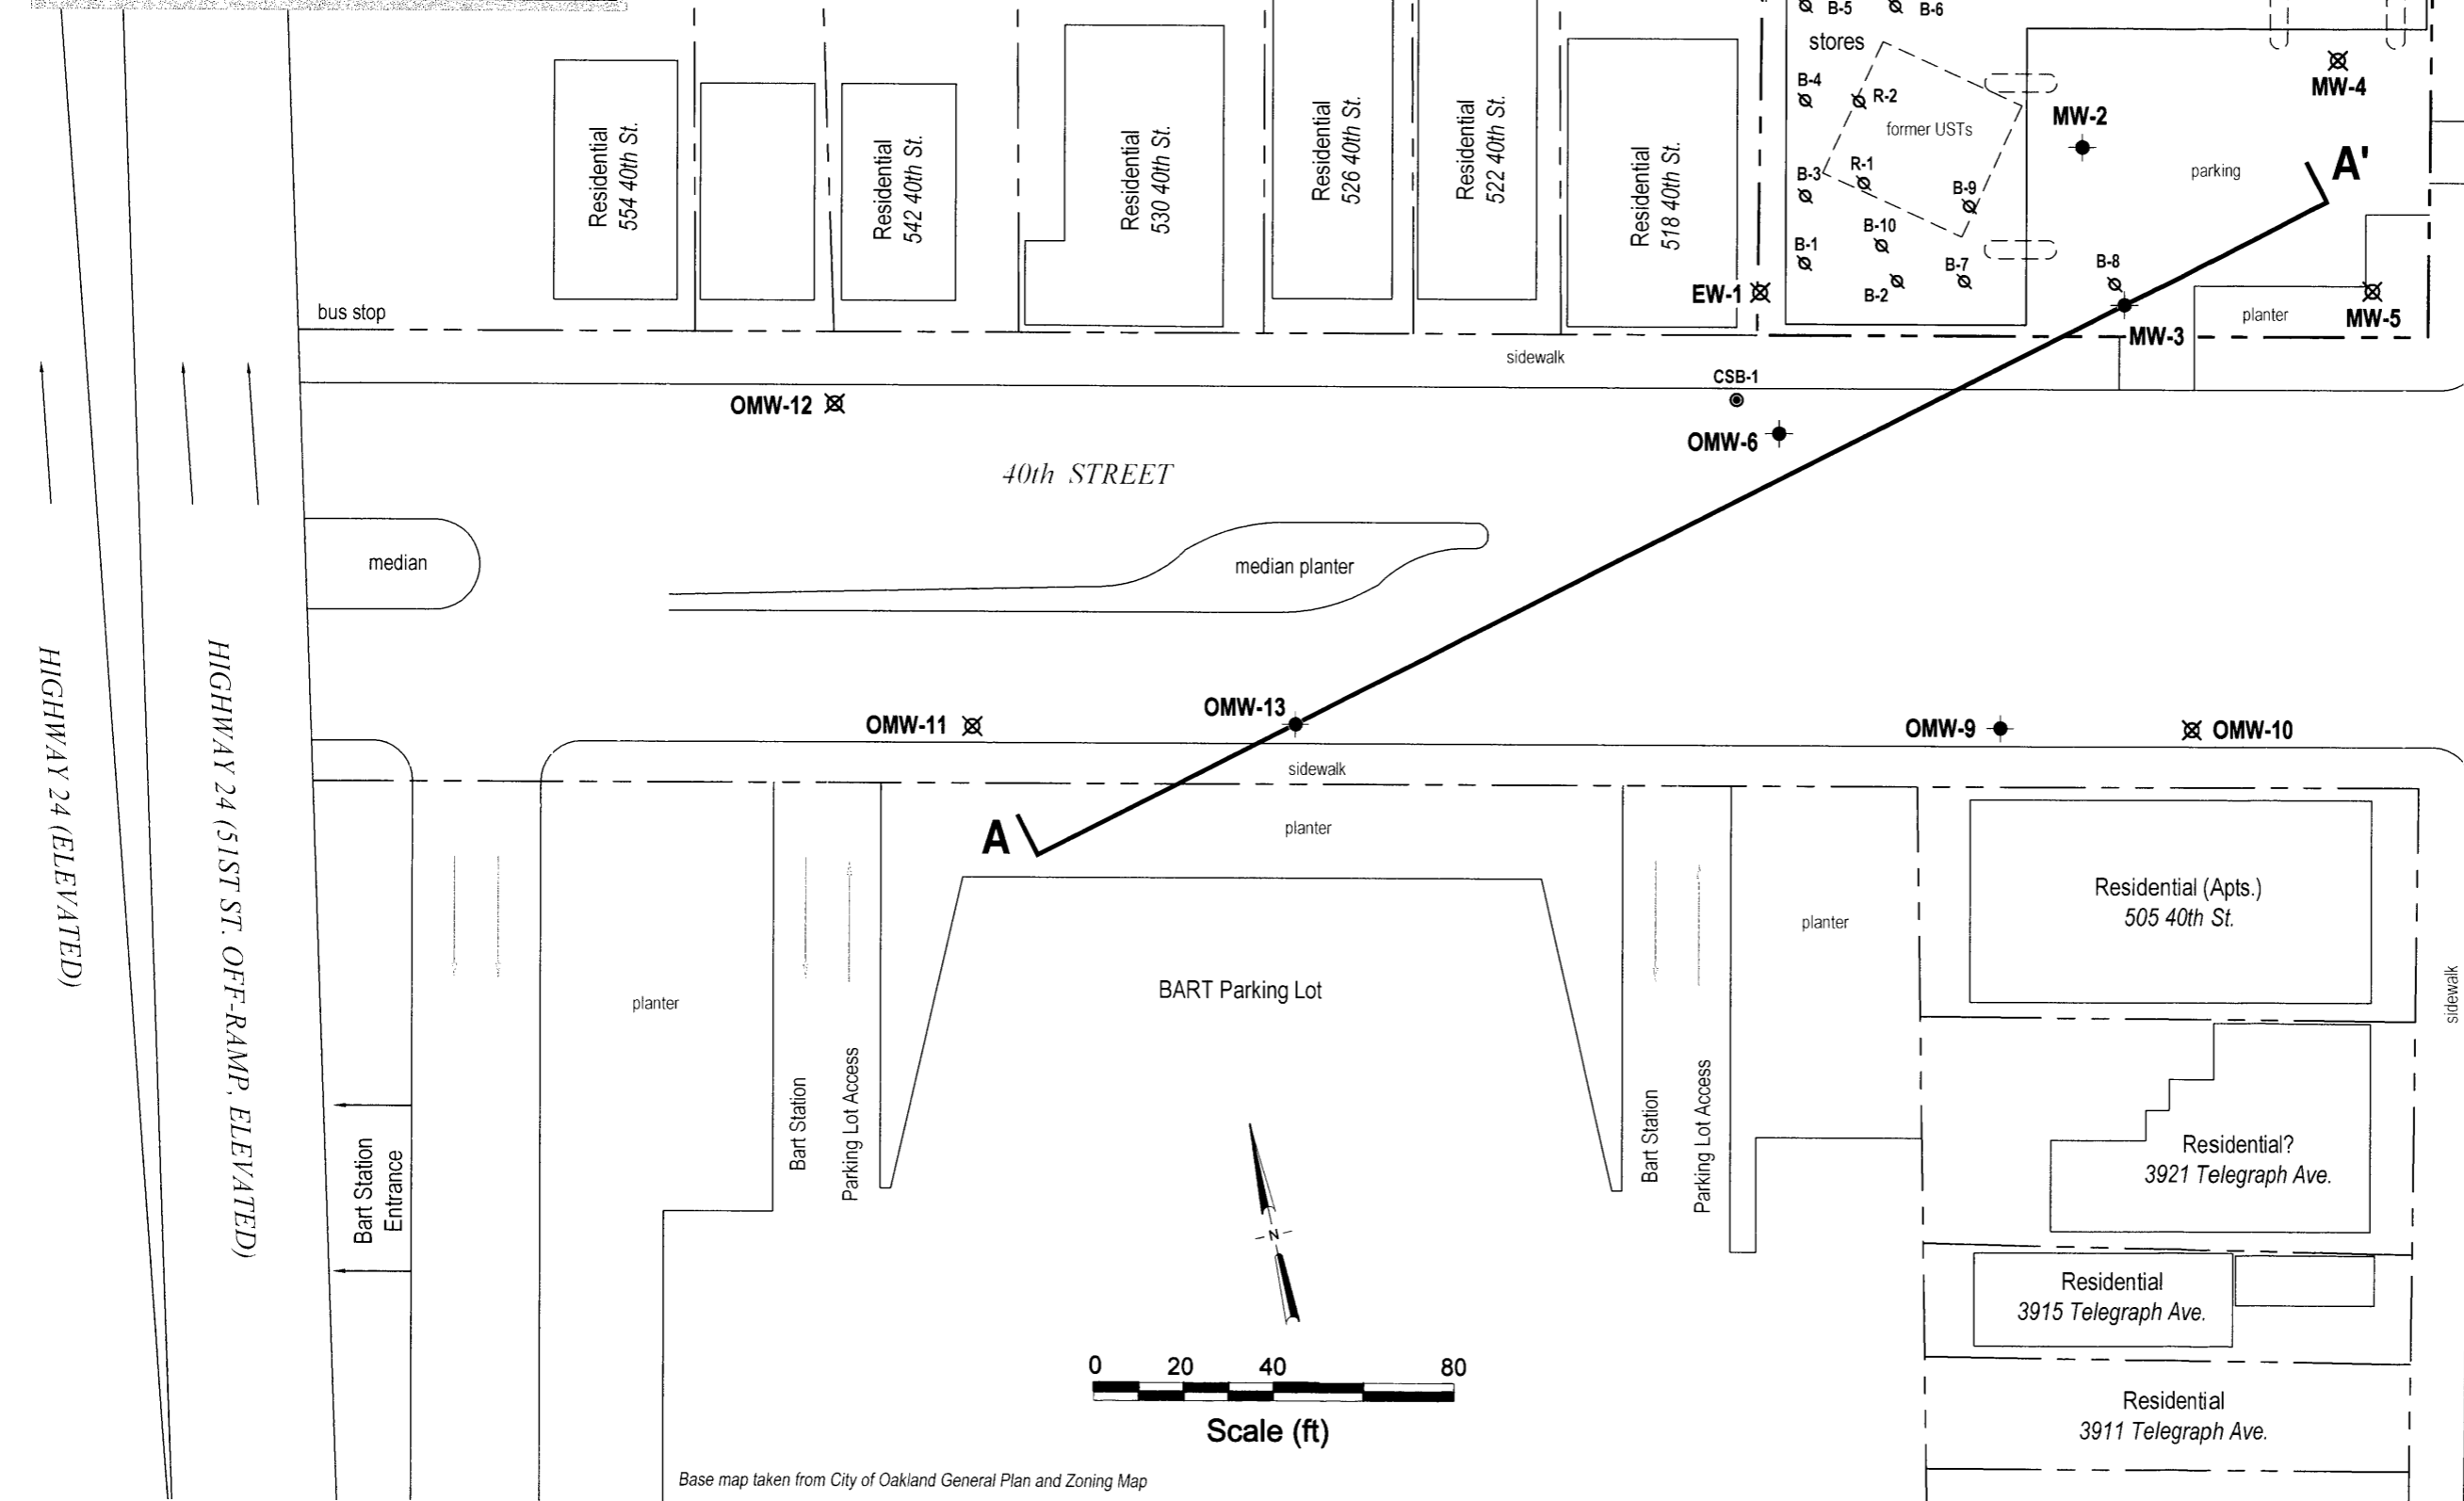 B-5
B-6
stores
B-4
R-2
former USTs
MW-4
MW-2
Residential
554 40th St.
Residential
542 40th St.
Residential
530 40th St.
Residential
526 40th St.
Residential
522 40th St.
Residential
518 40th St.
B-3
R-1
B-9
parking
A'
B-10
B-1
B-7
B-8
B-2
EW-1
bus stop
planter
MW-5
MW-3
sidewalk
CSB-1
OMW-12
OMW-6
40th STREET
median
median planter
HIGHWAY 24 (ELEVATED)
HIGHWAY 24 (51ST ST. OFF-RAMP, ELEVATED)
OMW-11
OMW-13
OMW-9
OMW-10
sidewalk
A
planter
Residential (Apts.)
505 40th St.
planter
planter
BART Parking Lot
sidewalk
Bart Station
Parking Lot Access
Bart Station
Parking Lot Access
Bart Station
Entrance
Residential?
3921 Telegraph Ave.
N
Residential
3915 Telegraph Ave.
0 20 40 80
Scale (ft)
Residential
3911 Telegraph Ave.
Base map taken from City of Oakland General Plan and Zoning Map